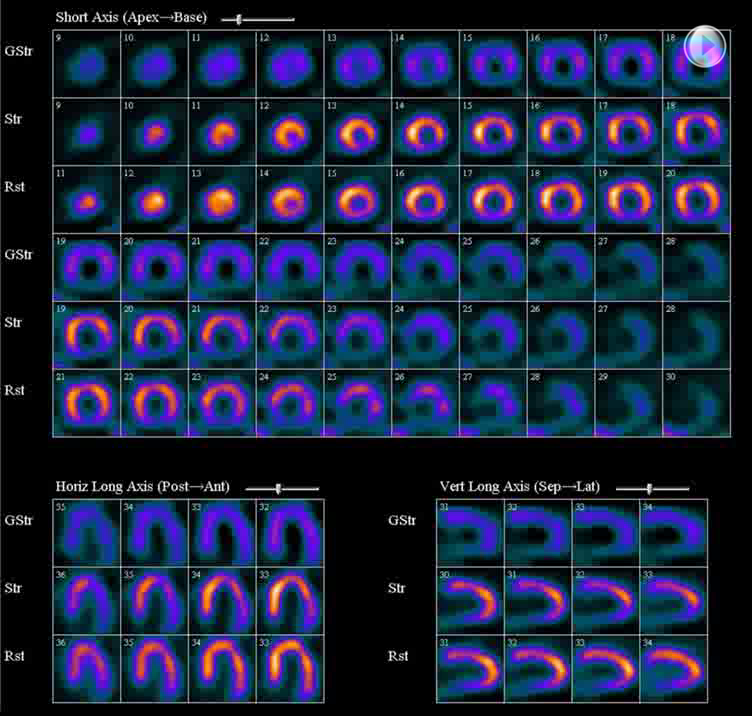 Short Axis (Apex→Base)
GStr 9 10 11 12 13 14 15 16 17 18
Str 9 10 11 12 13 14 15 16 17 18
Rst 11 12 13 14 15 16 17 18 19 20
GStr 19 20 21 22 23 24 25 26 27 28
Str 19 20 21 22 23 24 25 26 27 28
Rst 21 22 23 24 25 26 27 28 29 30
Horiz Long Axis (Post→Ant) Vert Long Axis (Sep→Lat)
GStr 35 34 33 32 GStr 31 32 33 34
Str 36 35 34 33 Str 30 31 32 33
Rst 36 35 34 33 Rst 31 32 33 34